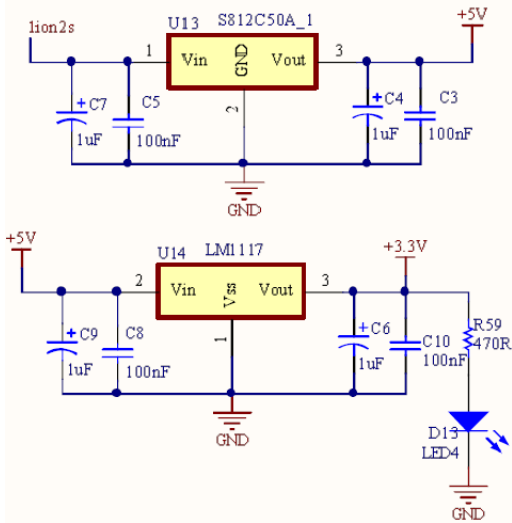 lion2s
U13
S812C50A_1
+5V
1
Vin
GND
Vout
3
2
+
C7
1uF
C5
100nF
+
C4
1uF
C3
100nF
GND
+5V
U14
LM1117
+3.3V
2
Vin
Vss
Vout
3
1
+
C9
1uF
C8
100nF
+
C6
1uF
C10
100nF
R59
470R
GND
D13
LED4
GND